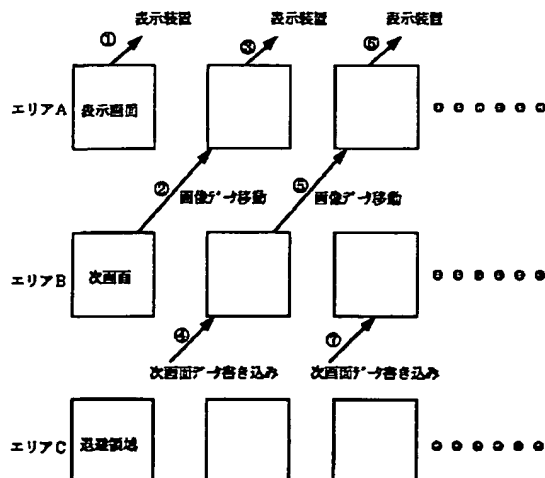 ① 表示装置
③ 表示装置
⑥ 表示装置
エリアA 表示画面
② 画像データ移動
⑤ 画像データ移動
エリアB 次画面
④
⑦
次画面データ書き込み
次画面データ書き込み
エリアC 退避領域